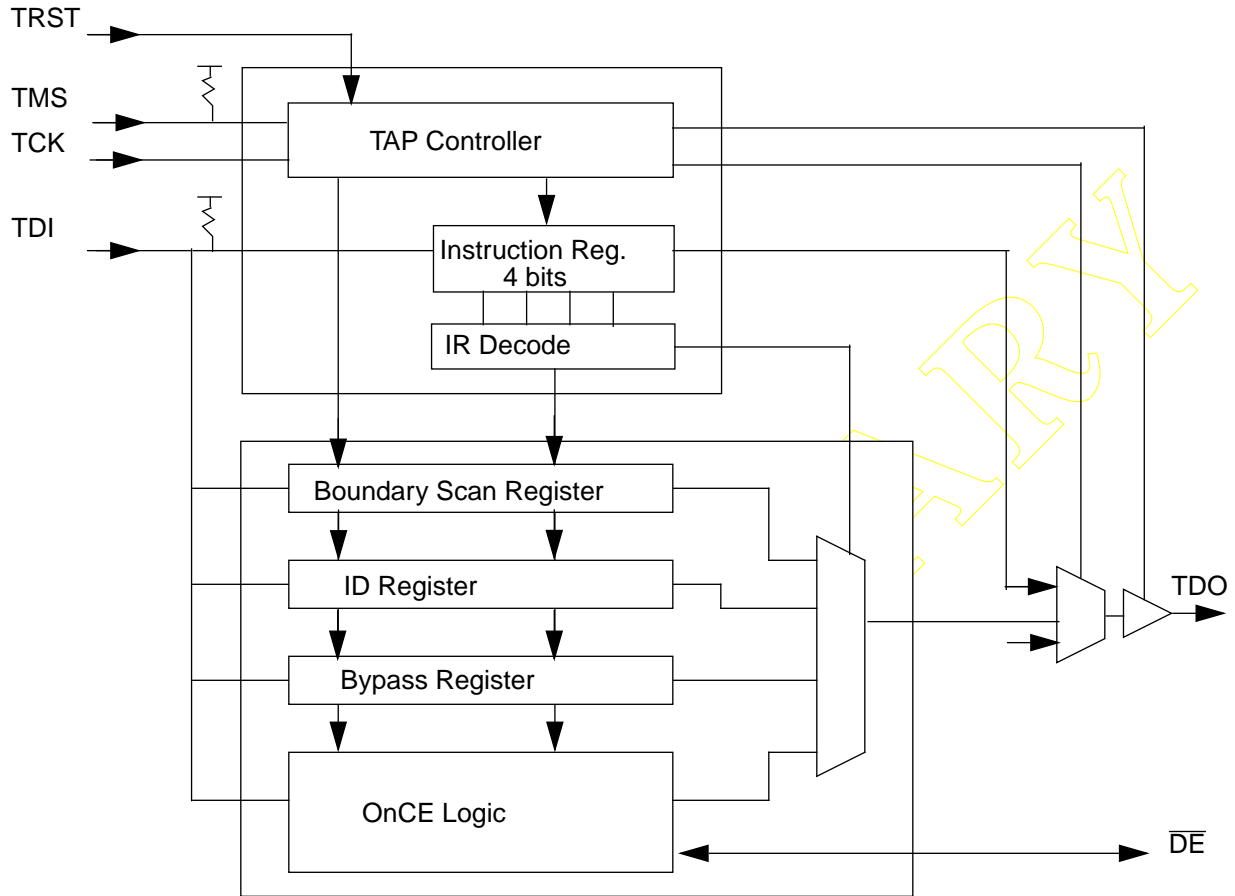 TRST
TMS
TCK
TDI
TAP Controller
Instruction Reg.
4 bits
IR Decode
Boundary Scan Register
ID Register
Bypass Register
OnCE Logic
TDO
DE
ARY